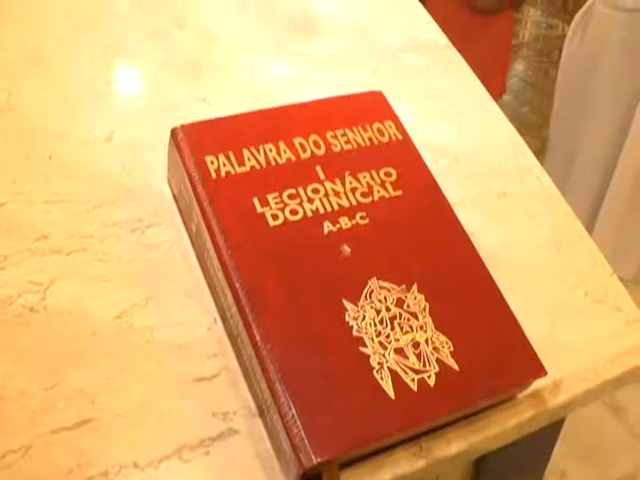 PALAVRA DO SENHOR
I
LECIONÁRIO
DOMINICAL
A-B-C